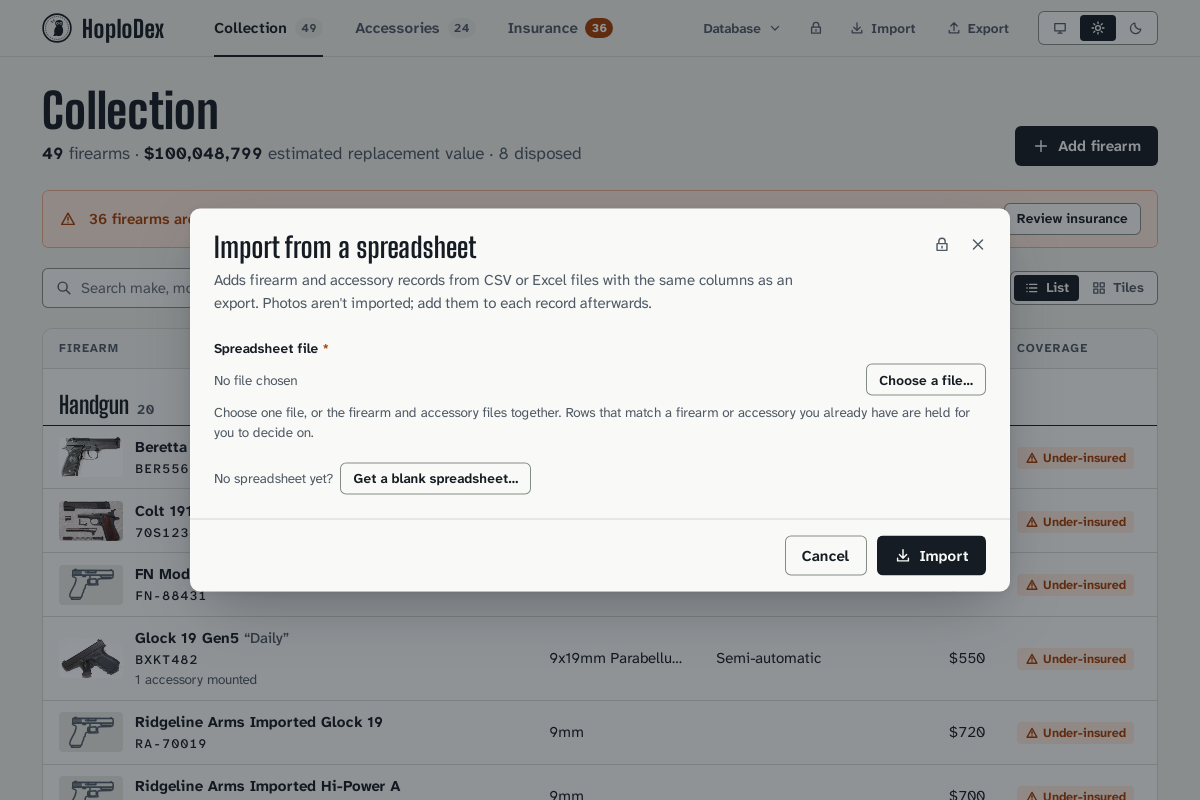 HoploDex
Collection 49
Accessories 24
Insurance 36
Database
Import
Export
Collection
49 firearms · $100,048,799 estimated replacement value · 8 disposed
Add firearm
36 firearms
Review insurance
Search make,
List
Tiles
FIREARM
COVERAGE
Handgun 20
Import from a spreadsheet
Adds firearm and accessory records from CSV or Excel files with the same columns as an
export. Photos aren't imported; add them to each record afterwards.
Spreadsheet file *
No file chosen
Choose a file...
Choose one file, or the firearm and accessory files together. Rows that match a firearm or accessory you already have are held for
you to decide on.
No spreadsheet yet?
Get a blank spreadsheet...
Cancel
Import
Beretta
BER556
Under-insured
Colt 191
70S123
Under-insured
FN Mod
FN-88431
Under-insured
Glock 19 Gen5 “Daily”
BXKT482
1 accessory mounted
9x19mm Parabellu...
Semi-automatic
$550
Under-insured
Ridgeline Arms Imported Glock 19
RA-70019
9mm
$720
Under-insured
Ridgeline Arms Imported Hi-Power A
9mm
$700
Under-insured